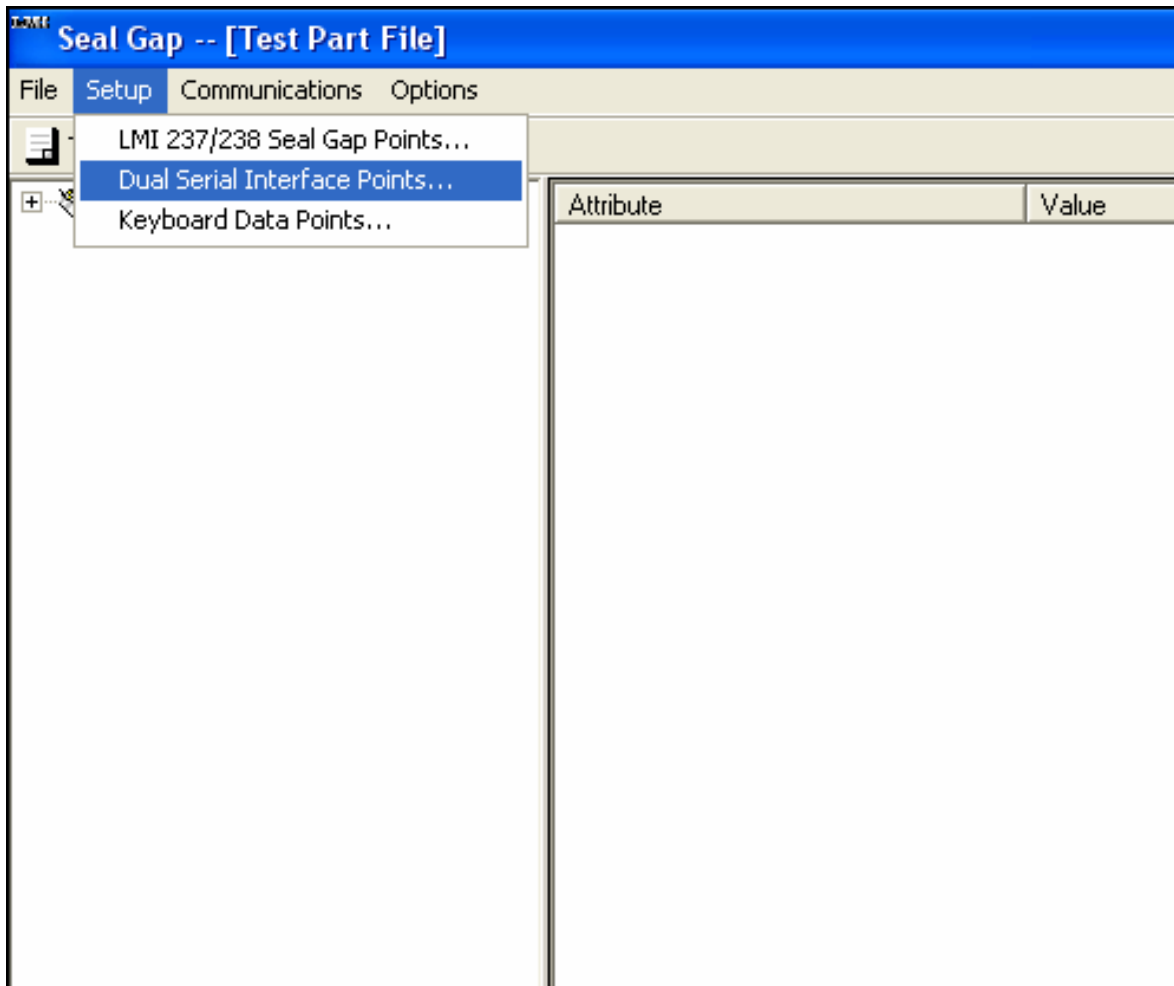 Seal Gap -- [Test Part File]
File Setup Communications Options
LMI 237/238 Seal Gap Points...
Dual Serial Interface Points...
Keyboard Data Points...
Attribute Value